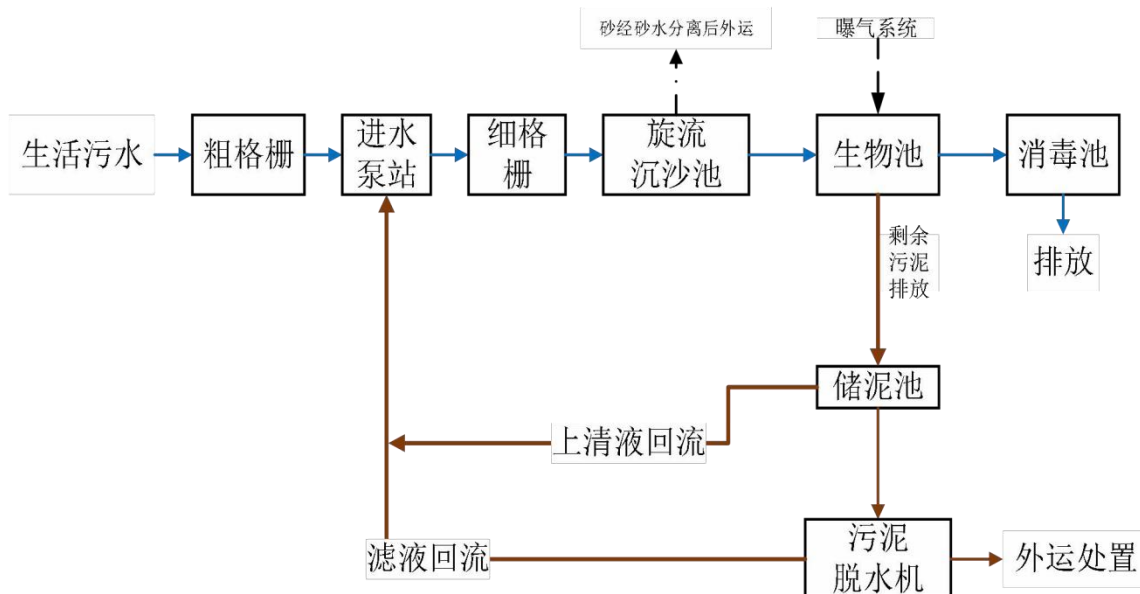 砂经砂水分离后外运
曝气系统
生活污水
粗格栅
进水
泵站
细格
栅
旋流
沉沙池
生物池
消毒池
剩余
污泥
排放
排放
储泥池
上清液回流
滤液回流
污泥
脱水机
外运处置